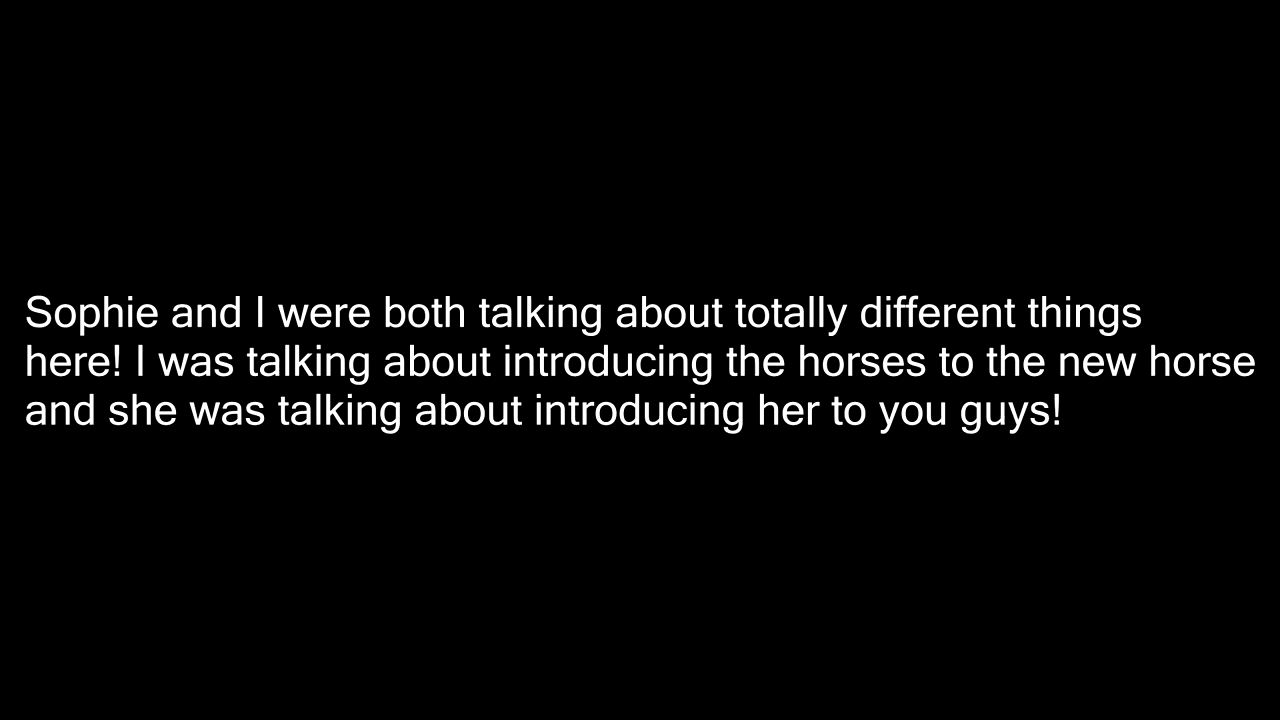 Sophie and I were both talking about totally different things
here! I was talking about introducing the horses to the new horse
and she was talking about introducing her to you guys!